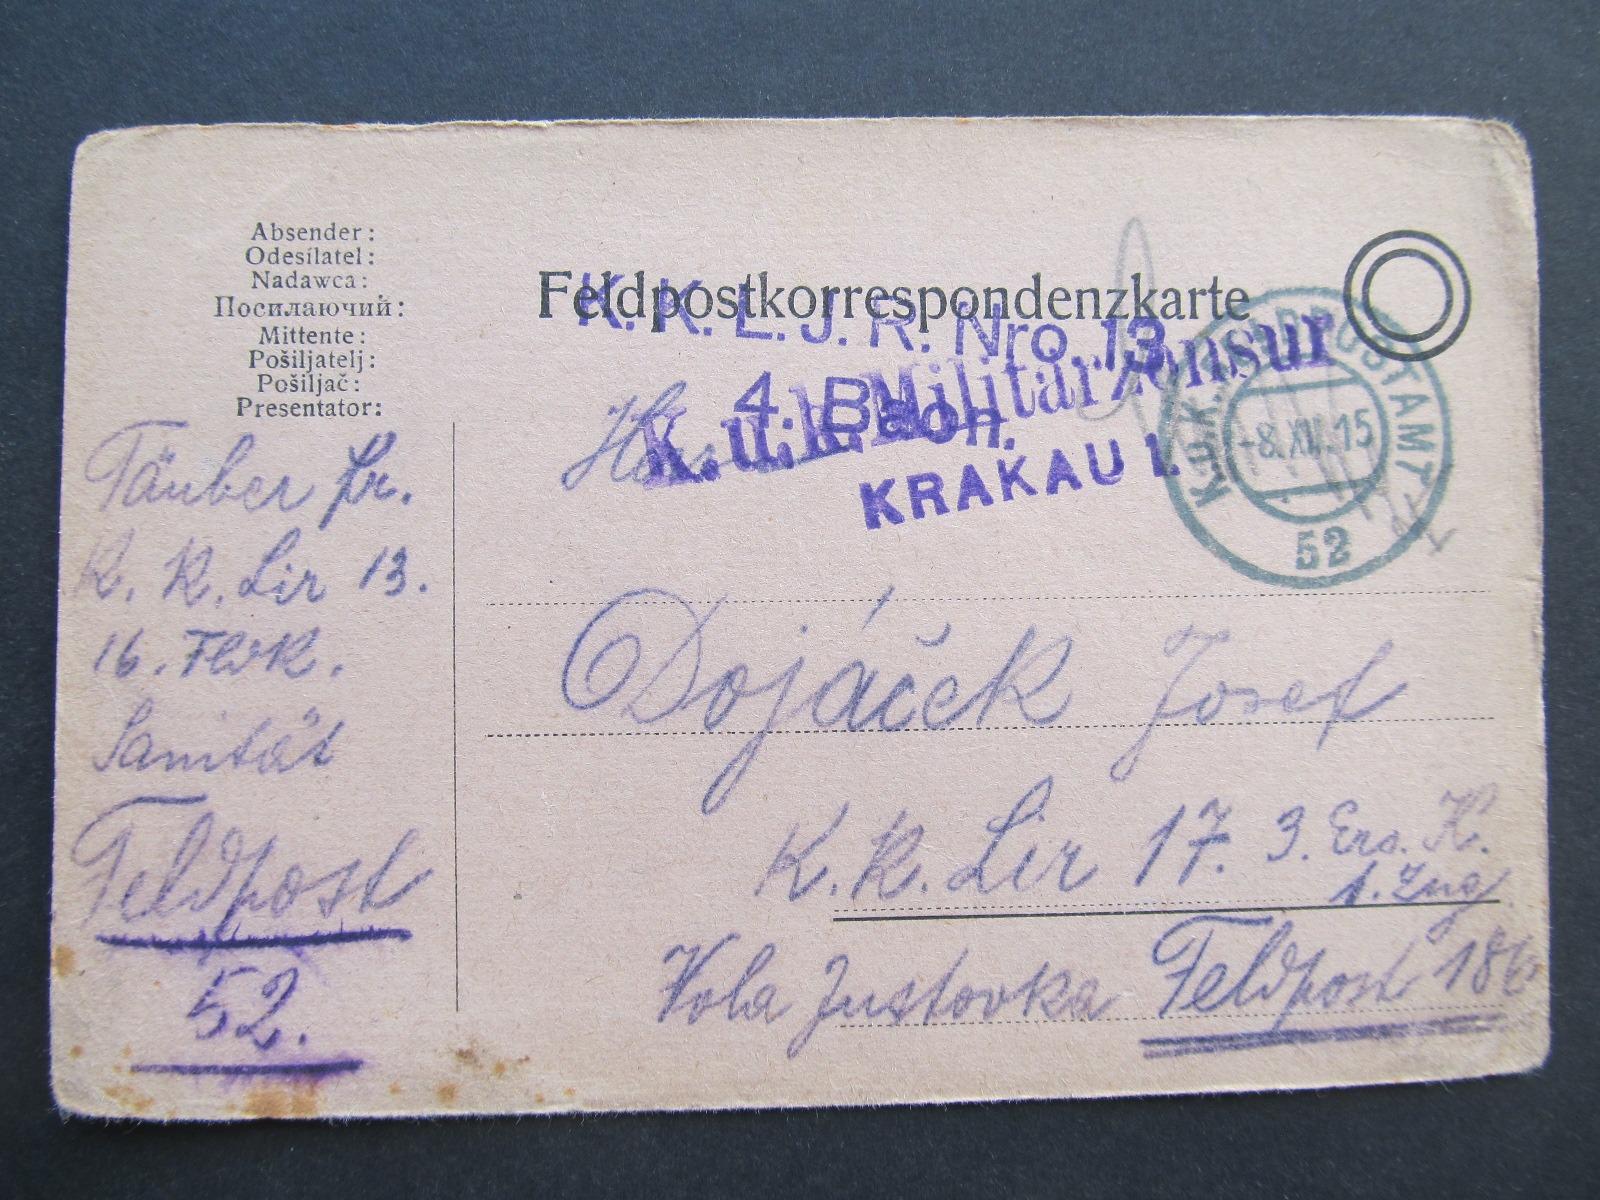 Absender:
Odesílatel:
Nadawca:
Посилаючий:
Mittente:
Pošiljatelj:
Pošiljač:
Presentator:
Feldpostkorrespondenzkarte
K. K. L. J. R. Nro. 13
4. Baon.
K.u.k. Militärzensur
KRAKAU 1.
K.u.K. FELDPOSTAMT
-8.XII.15
52
Täuber Fr.
K. K. Lir 13.
16. Feldk.
Sanität
Feldpost
52.
Dojáček Josef
K. K. Lir 17. 3. Ers. K.
1. Zug
Vola Justovka Feldpost 186